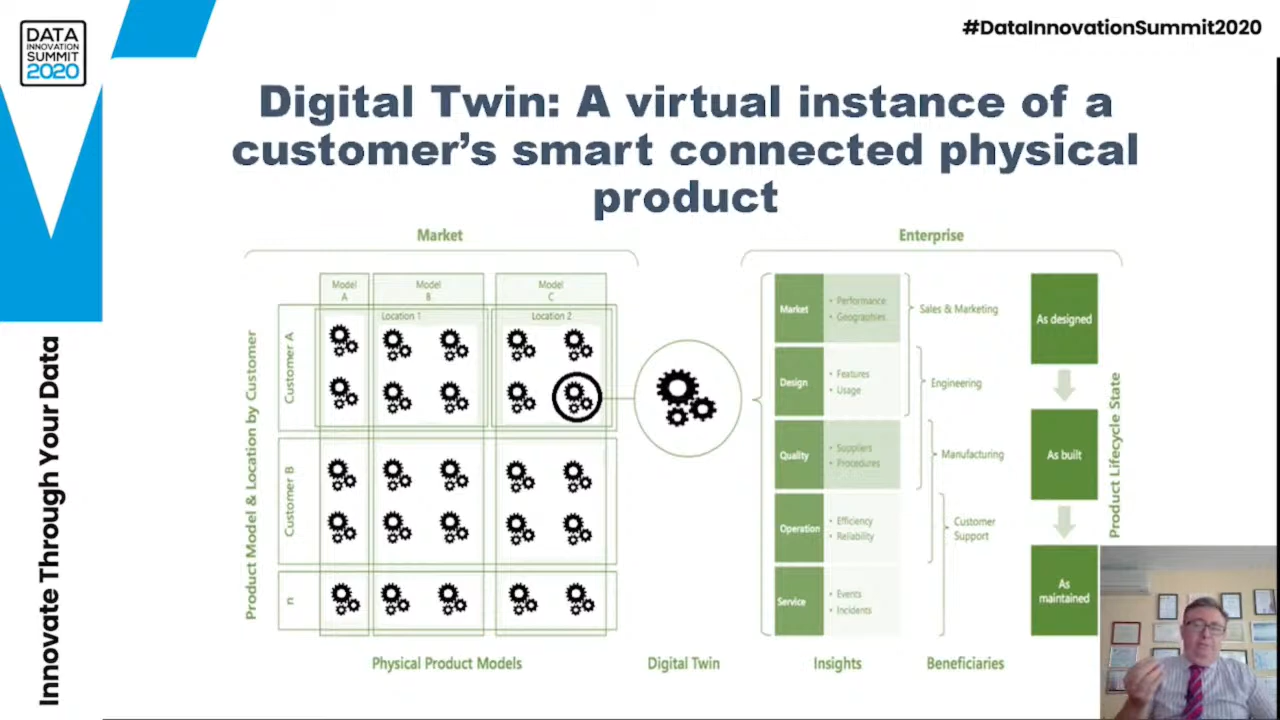 DATA
INNOVATION
SUMMIT
2020
#DataInnovationSummit2020
Innovate Through Your Data
Digital Twin: A virtual instance of a
customer’s smart connected physical
product
Market
Enterprise
Product Model & Location by Customer
Model
A
Model
B
Model
C
Customer A
Location 1
Location 2
Customer B
n
Market
• Performance
• Geographies
Sales & Marketing
Design
• Features
• Usage
Engineering
Quality
• Suppliers
• Procedures
Manufacturing
Operation
• Efficiency
• Reliability
Customer
Support
Service
• Events
• Incidents
As designed
As built
As
maintained
Product Lifecycle State
Physical Product Models
Digital Twin
Insights
Beneficiaries